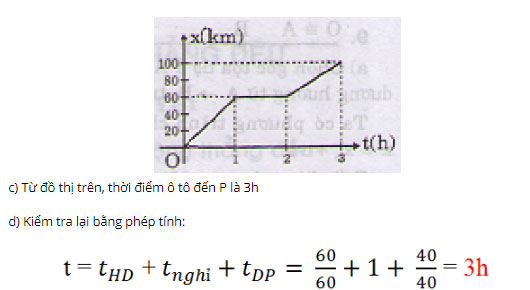 x(km)
100
80
60
40
20
O
1
2
3
t(h)
c) Từ đồ thị trên, thời điểm ô tô đến P là 3h
d) Kiểm tra lại bằng phép tính:
t = t_HD + t_nghỉ + t_DP = 60/60 + 1 + 40/40 = 3h